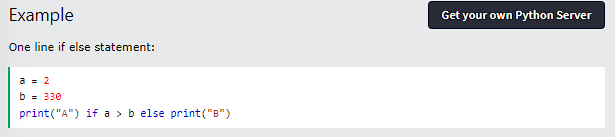 Example
Get your own Python Server
One line if else statement:
a = 2
b = 330
print("A") if a > b else print("B")